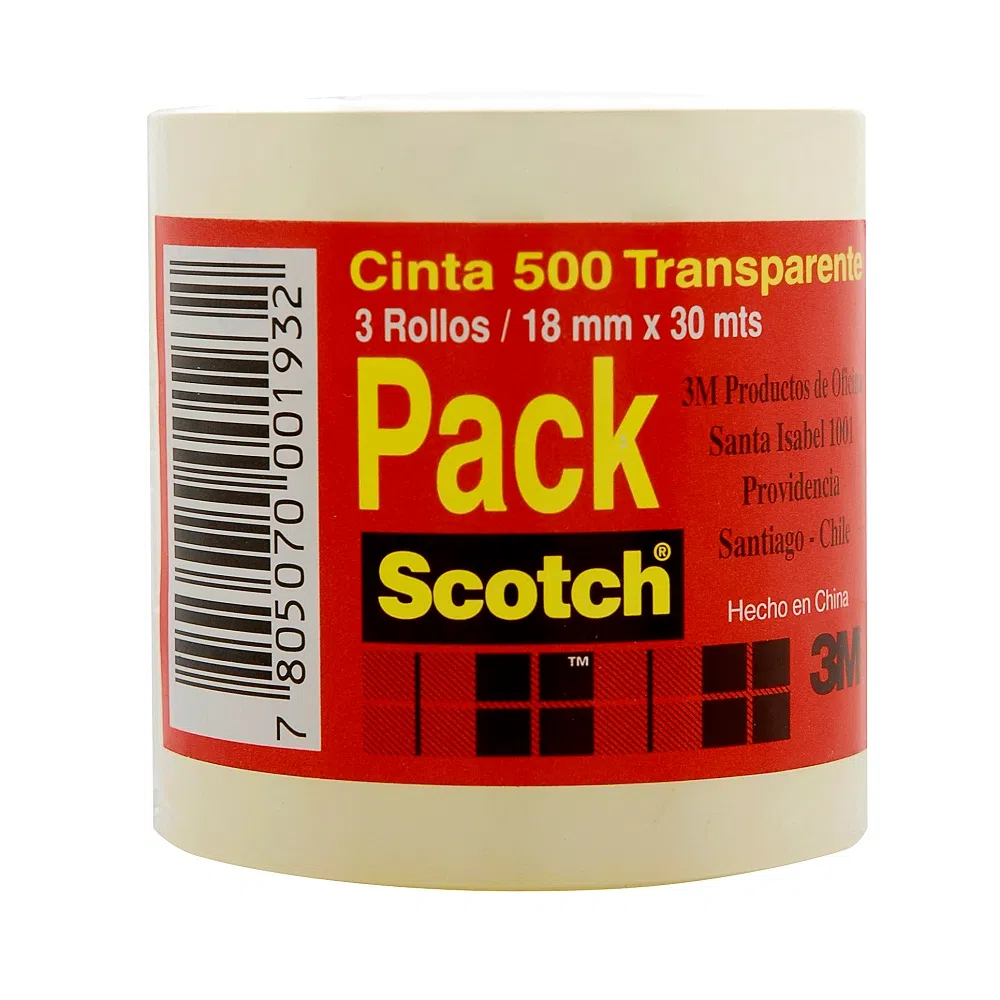 Cinta 500 Transparente
3 Rollos / 18 mm x 30 mts
Pack
Scotch®
™
3M Productos de Oficina
Santa Isabel 1001
Providencia
Santiago - Chile
Hecho en China
3M
7 805070 001932